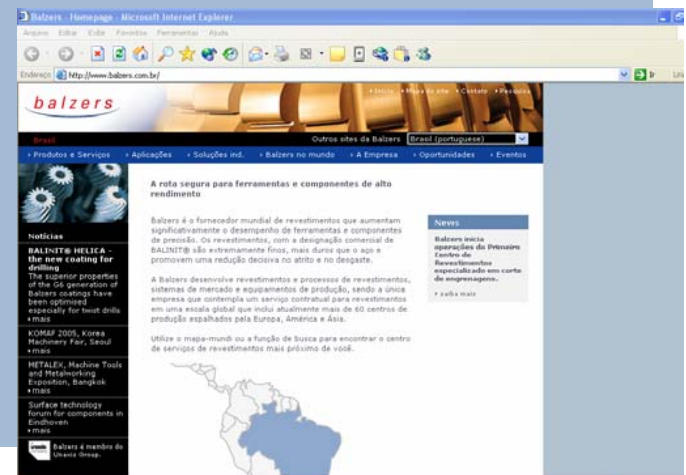 Balzers - Homepage - Microsoft Internet Explorer
Arquivo Editar Exibir Favoritos Ferramentas Ajuda
Endereço http://www.balzers.com.br/
Ir
balzers
Início Mapa do site Contato Pesquisa
Brasil
Outros sites da Balzers Brasil (portuguese)
Produtos e Serviços Aplicações Soluções ind. Balzers no mundo A Empresa Oportunidades Eventos
Notícias
BALINIT® HELICA -
the new coating for
drilling
The superior properties
of the G6 generation of
Balzers coatings have
been optimised
especially for twist drills
mais
KOMAF 2005, Korea
Machinery Fair, Seoul
mais
METALEX, Machine Tools
and Metalworking
Exposition, Bangkok
mais
Surface technology
forum for components in
Eindhoven
mais
Balzers é membro do
Unaxis Group.
A rota segura para ferramentas e componentes de alto
rendimento
Balzers é o fornecedor mundial de revestimentos que aumentam
significativamente o desempenho de ferramentas e componentes
de precisão. Os revestimentos, com a designação comercial de
BALINIT® são extremamente finos, mais duros que o aço e
promovem uma redução decisiva no atrito e no desgaste.
A Balzers desenvolve revestimentos e processos de revestimentos,
sistemas de mercado e equipamentos de produção, sendo a única
empresa que contempla um serviço contratual para revestimentos
em uma escala global que inclui atualmente mais de 60 centros de
produção espalhados pela Europa, América e Ásia.
Utilize o mapa-mundi ou a função de busca para encontrar o centro
de serviços de revestimentos mais próximo de você.
News
Balzers inicia
operações do Primeiro
Centro de
Revestimentos
especializado em corte
de engrenagens.
saiba mais